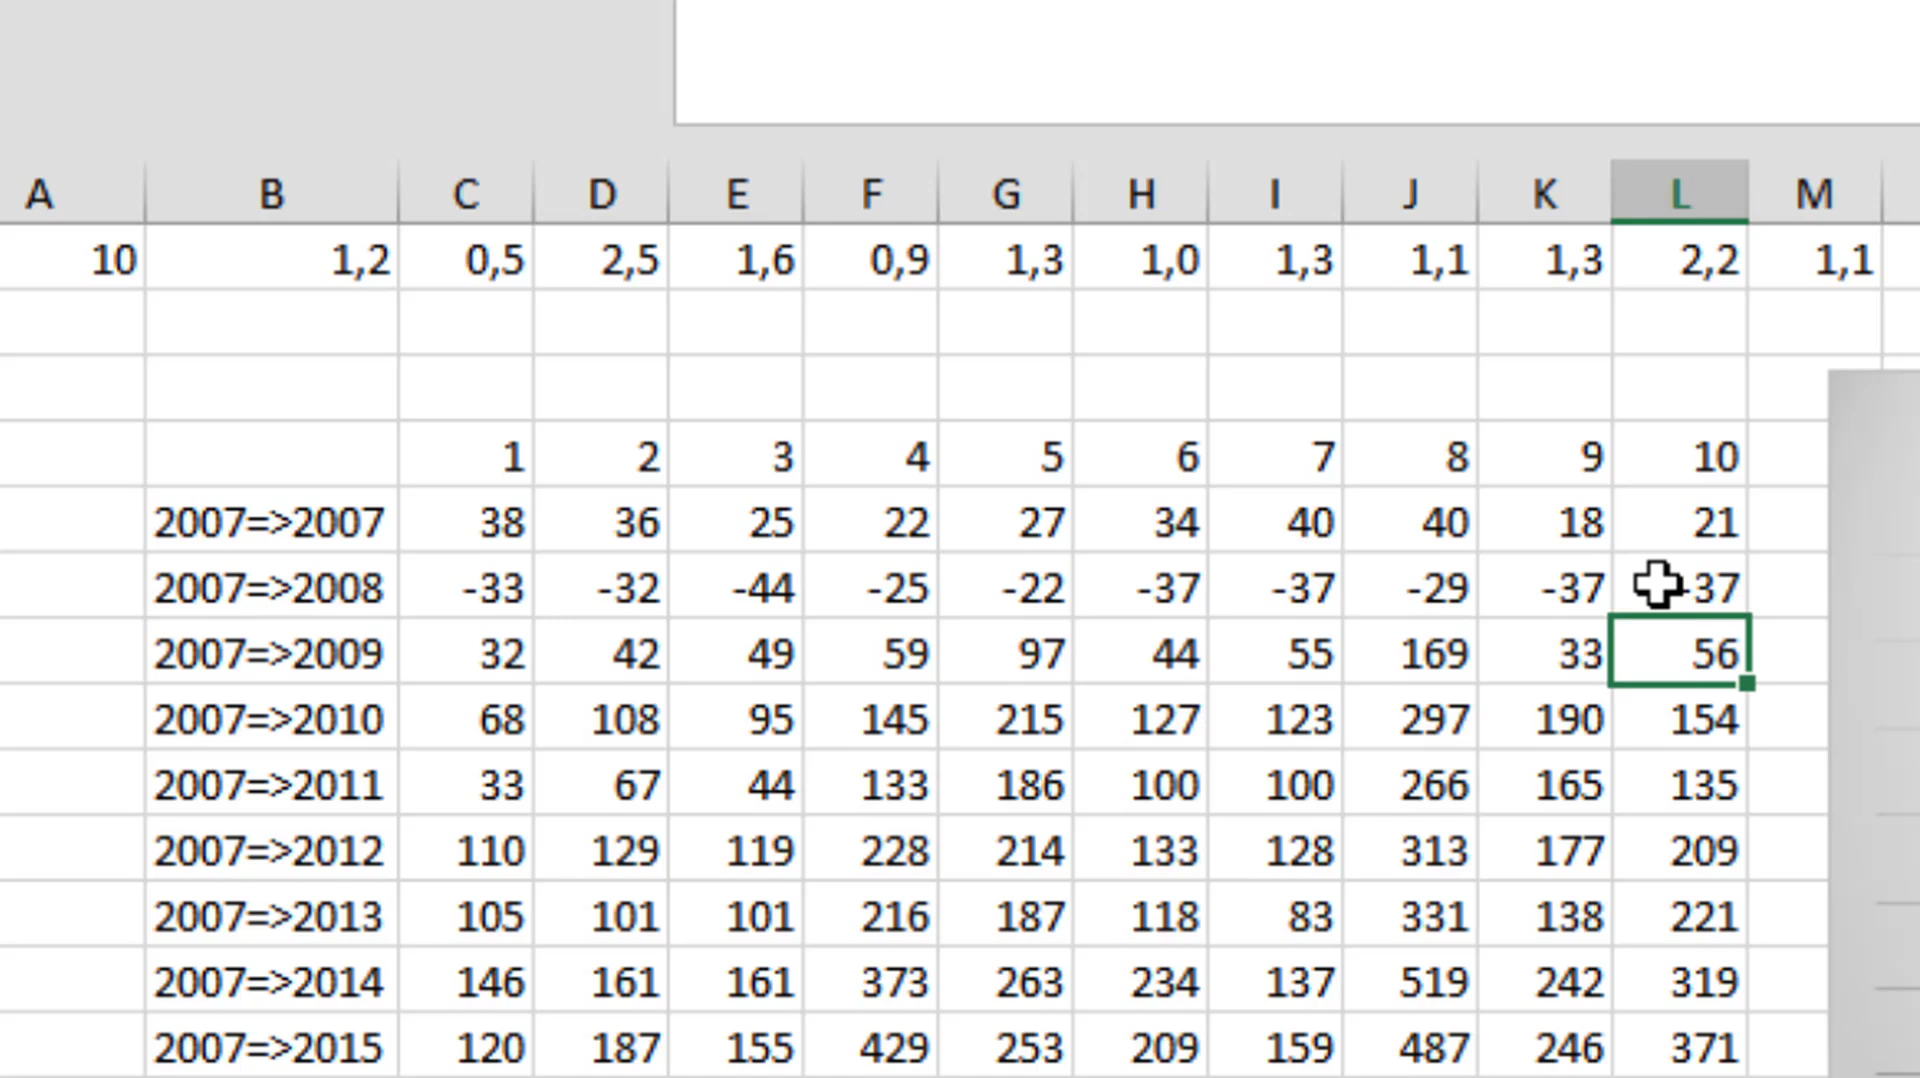 A B C D E F G H I J K L M
10 1,2 0,5 2,5 1,6 0,9 1,3 1,0 1,3 1,1 1,3 2,2 1,1
1 2 3 4 5 6 7 8 9 10
2007=>2007 38 36 25 22 27 34 40 40 18 21
2007=>2008 -33 -32 -44 -25 -22 -37 -37 -29 -37 -37
2007=>2009 32 42 49 59 97 44 55 169 33 56
2007=>2010 68 108 95 145 215 127 123 297 190 154
2007=>2011 33 67 44 133 186 100 100 266 165 135
2007=>2012 110 129 119 228 214 133 128 313 177 209
2007=>2013 105 101 101 216 187 118 83 331 138 221
2007=>2014 146 161 161 373 263 234 137 519 242 319
2007=>2015 120 187 155 429 253 209 159 487 246 371